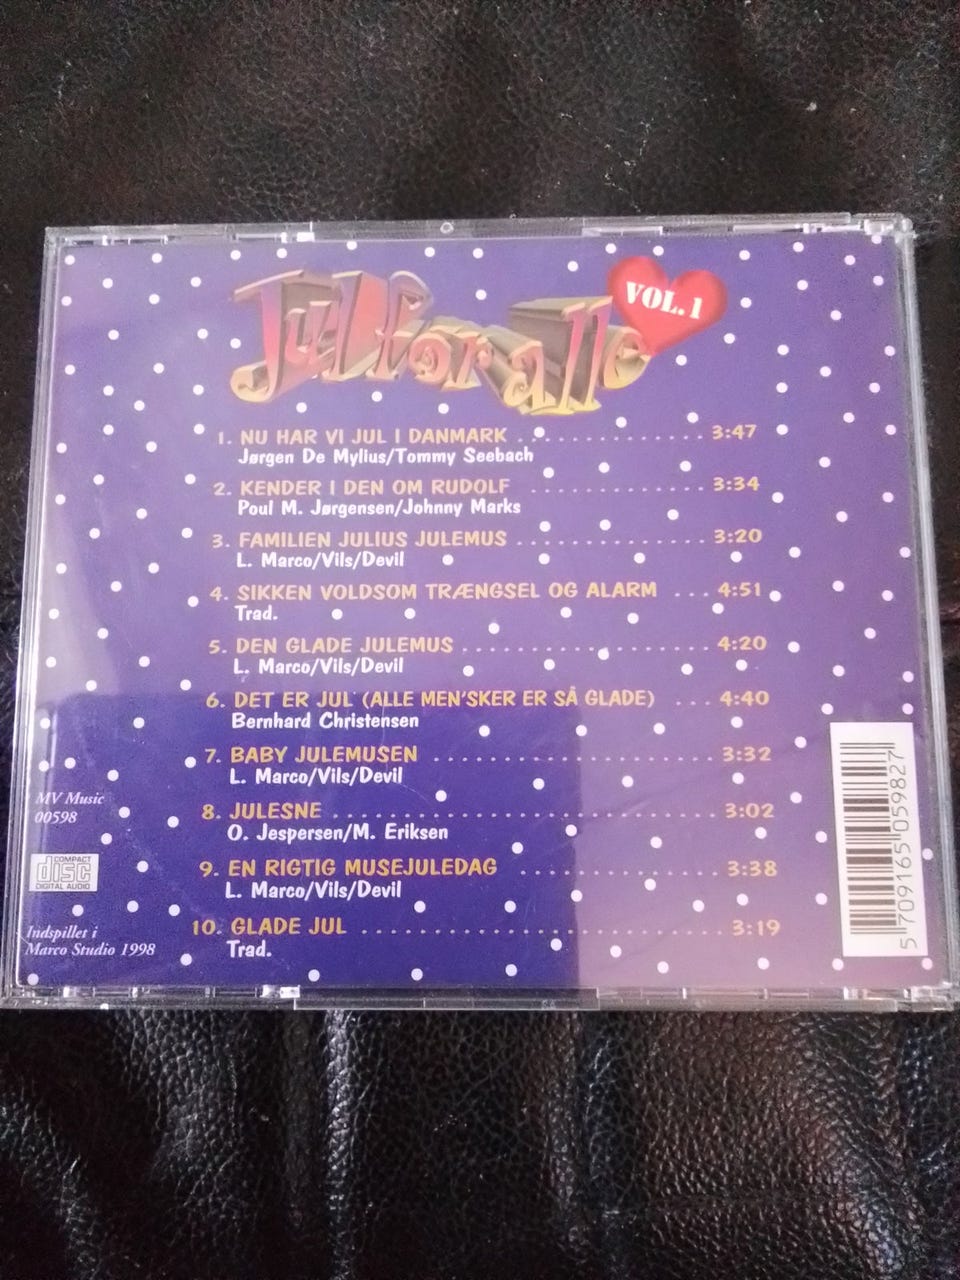 Jul for alle
VOL.1
1. NU HAR VI JUL I DANMARK . . . . . . . . . . . . . . 3:47
Jørgen De Mylius/Tommy Seebach
2. KENDER I DEN OM RUDOLF . . . . . . . . . . . . . 3:34
Poul M. Jørgensen/Johnny Marks
3. FAMILIEN JULIUS JULEMUS . . . . . . . . . . . . . . 3:20
L. Marco/Vils/Devil
4. SIKKEN VOLDSOM TRÆNGSEL OG ALARM . . . 4:51
Trad.
5. DEN GLADE JULEMUS . . . . . . . . . . . . . . . . . . . 4:20
L. Marco/Vils/Devil
6. DET ER JUL (ALLE MEN'SKER ER SÅ GLADE) . . . 4:40
Bernhard Christensen
7. BABY JULEMUSEN . . . . . . . . . . . . . . . . . . . . . 3:32
L. Marco/Vils/Devil
8. JULESNE . . . . . . . . . . . . . . . . . . . . . . . . . . . . . 3:02
O. Jespersen/M. Eriksen
9. EN RIGTIG MUSEJULEDAG . . . . . . . . . . . . . . . 3:38
L. Marco/Vils/Devil
10. GLADE JUL . . . . . . . . . . . . . . . . . . . . . . . . . . . 3:19
Trad.
MV Music
00598
COMPACT
disc
DIGITAL AUDIO
Indspillet i
Marco Studio 1998
5 709165 059827